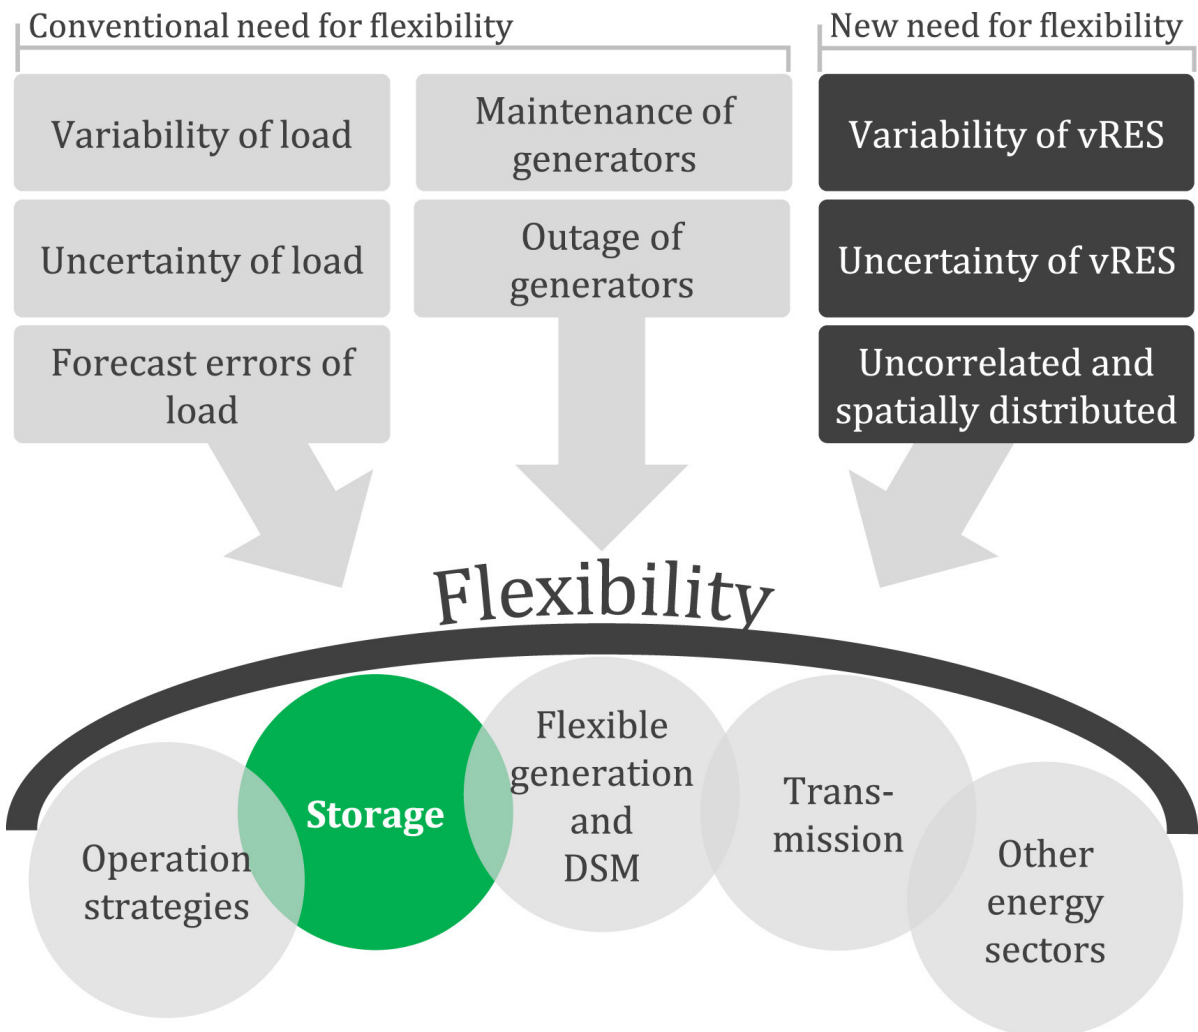 Conventional need for flexibility
New need for flexibility
Variability of load
Maintenance of
generators
Variability of vRES
Uncertainty of load
Outage of
generators
Uncertainty of vRES
Forecast errors of
load
Uncorrelated and
spatially distributed
Flexibility
Operation
strategies
Storage
Flexible
generation
and
DSM
Trans-
mission
Other
energy
sectors